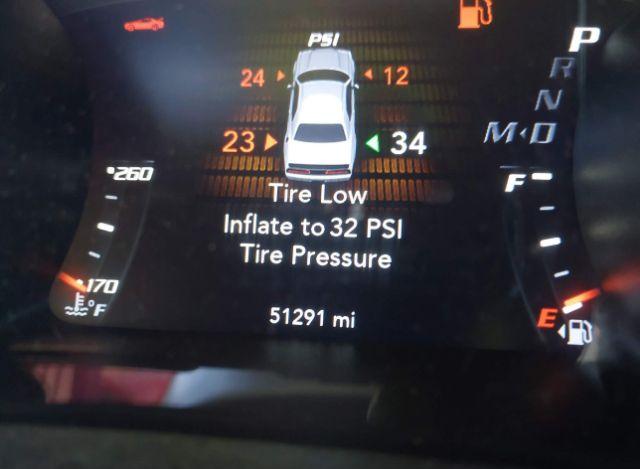 PSI
24 12
23 34
Tire Low
Inflate to 32 PSI
Tire Pressure
51291 mi
260
170
°F
P
R
N
M D
F
E